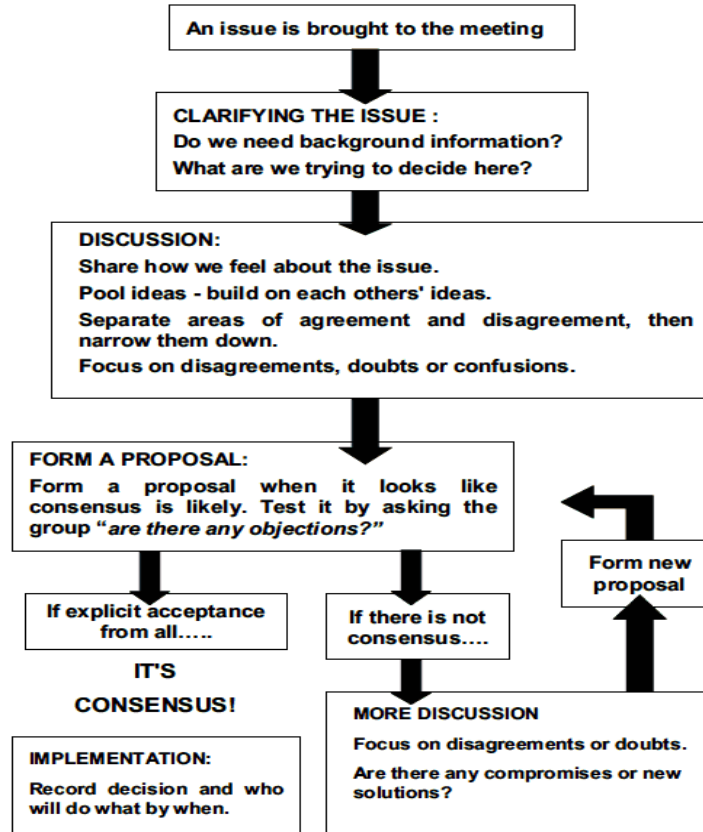 An issue is brought to the meeting
CLARIFYING THE ISSUE :
Do we need background information?
What are we trying to decide here?
DISCUSSION:
Share how we feel about the issue.
Pool ideas - build on each others' ideas.
Separate areas of agreement and disagreement, then
narrow them down.
Focus on disagreements, doubts or confusions.
FORM A PROPOSAL:
Form a proposal when it looks like
consensus is likely. Test it by asking the
group “are there any objections?”
Form new
proposal
If explicit acceptance
from all.....
If there is not
consensus....
IT'S
CONSENSUS!
MORE DISCUSSION
Focus on disagreements or doubts.
Are there any compromises or new
solutions?
IMPLEMENTATION:
Record decision and who
will do what by when.